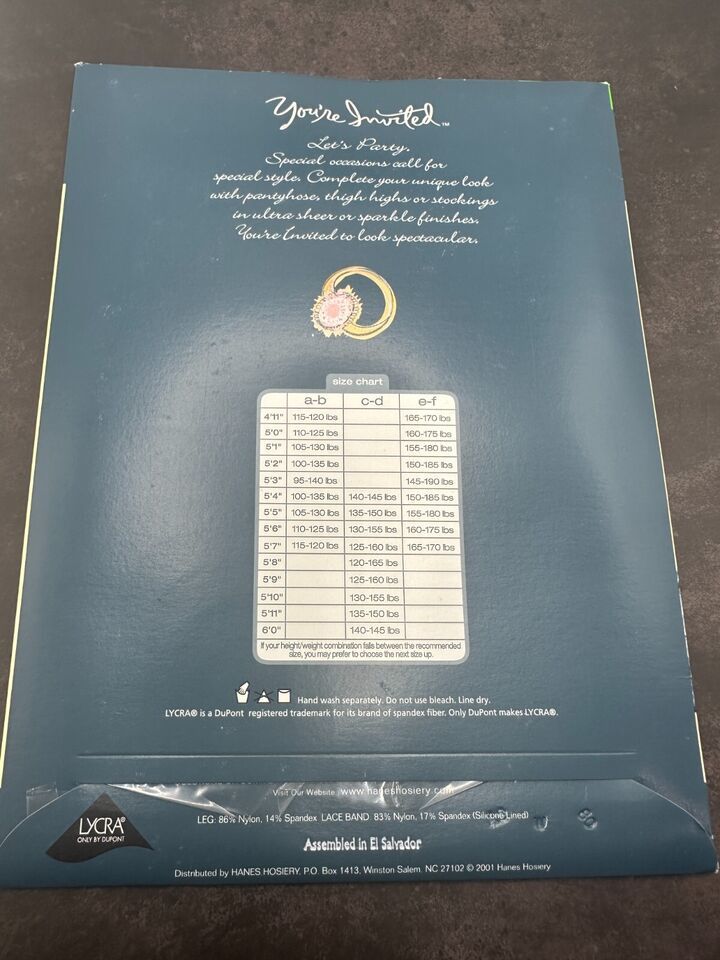 You're Invited™
Let's Party.
Special occasions call for
special style. Complete your unique look
with pantyhose, thigh highs or stockings
in ultra sheer or sparkle finishes.
You're Invited to look spectacular.
size chart
a-b c-d e-f
4'11" 115-120 lbs 165-170 lbs
5'0" 110-125 lbs 160-175 lbs
5'1" 105-130 lbs 155-180 lbs
5'2" 100-135 lbs 150-185 lbs
5'3" 95-140 lbs 145-190 lbs
5'4" 100-135 lbs 140-145 lbs 150-185 lbs
5'5" 105-130 lbs 135-150 lbs 155-180 lbs
5'6" 110-125 lbs 130-155 lbs 160-175 lbs
5'7" 115-120 lbs 125-160 lbs 165-170 lbs
5'8" 120-165 lbs
5'9" 125-160 lbs
5'10" 130-155 lbs
5'11" 135-150 lbs
6'0" 140-145 lbs
If your height/weight combination falls between the recommended
size, you may prefer to choose the next size up.
Hand wash separately. Do not use bleach. Line dry.
LYCRA® is a DuPont registered trademark for its brand of spandex fiber. Only DuPont makes LYCRA®.
Visit Our Website, www.haneshosiery.com
LEG: 86% Nylon, 14% Spandex LACE BAND: 83% Nylon, 17% Spandex (Silicone Lined)
LYCRA®
ONLY BY DUPONT
Assembled in El Salvador
Distributed by HANES HOSIERY, P.O. Box 1413, Winston Salem, NC 27102 © 2001 Hanes Hosiery